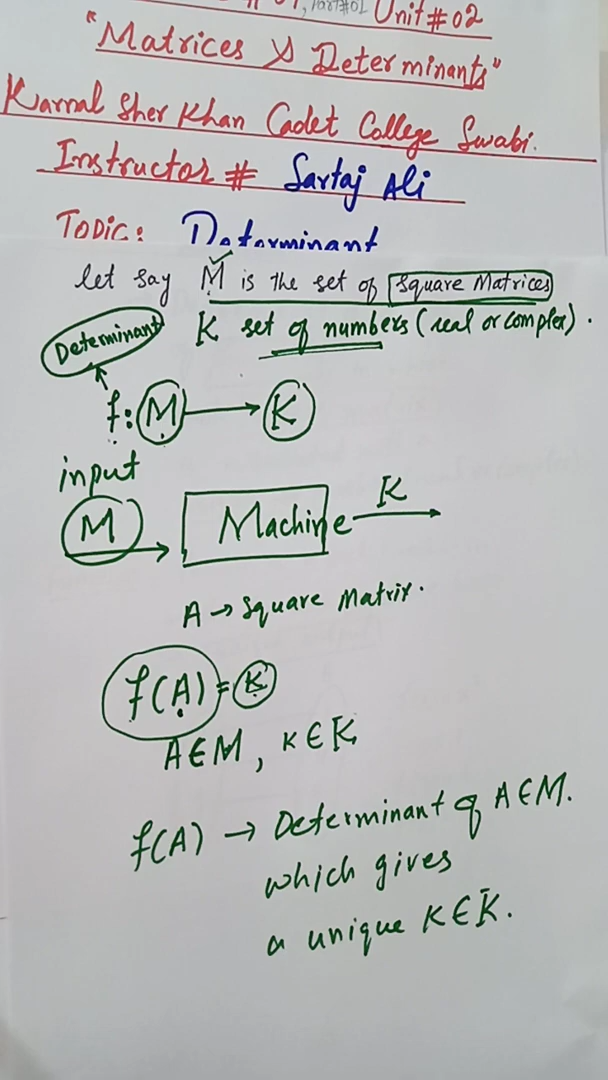 Part#01 Unit#02
"Matrices & Determinants"
Karnal Sher Khan Cadet College Swabi.
Instructor # Sartaj Ali
Topic: Determinant
let say M is the set of Square Matrices
Determinant K set of numbers (real or complex).
f: M → K
input
M → Machine K →
A → Square Matrix.
f(A) = K
A∈M, K∈K
f(A) → Determinant of A∈M.
which gives
a unique K∈K.